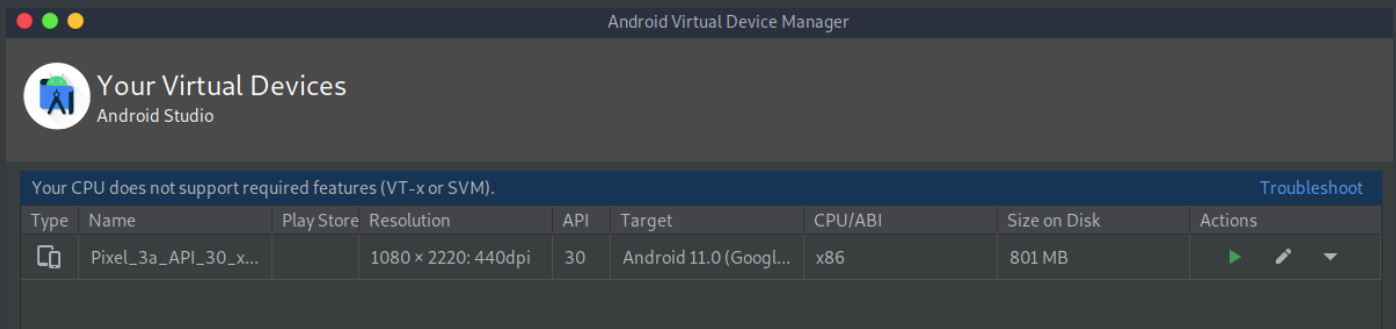 Android Virtual Device Manager
Your Virtual Devices
Android Studio
Your CPU does not support required features (VT-x or SVM). Troubleshoot
Type Name Play Store Resolution API Target CPU/ABI Size on Disk Actions
Pixel_3a_API_30_x... 1080 × 2220: 440dpi 30 Android 11.0 (Googl... x86 801 MB